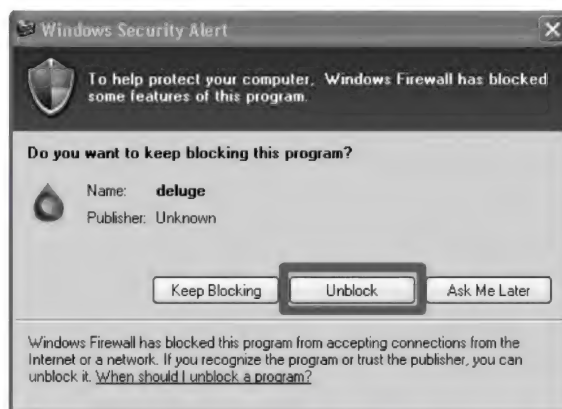 Windows Security Alert
To help protect your computer, Windows Firewall has blocked
some features of this program.
Do you want to keep blocking this program?
Name: deluge
Publisher: Unknown
Keep Blocking Unblock Ask Me Later
Windows Firewall has blocked this program from accepting connections from the
Internet or a network. If you recognize the program or trust the publisher, you can
unblock it. When should I unblock a program?